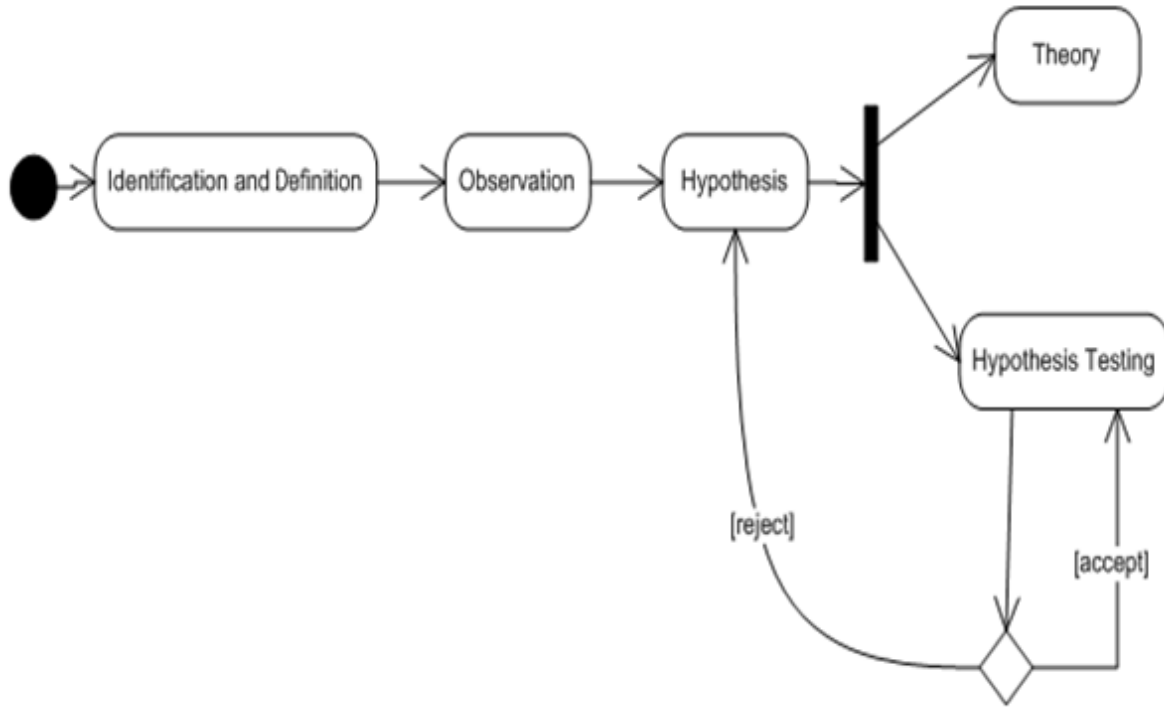 Theory
Identification and Definition
Observation
Hypothesis
Hypothesis Testing
[reject]
[accept]